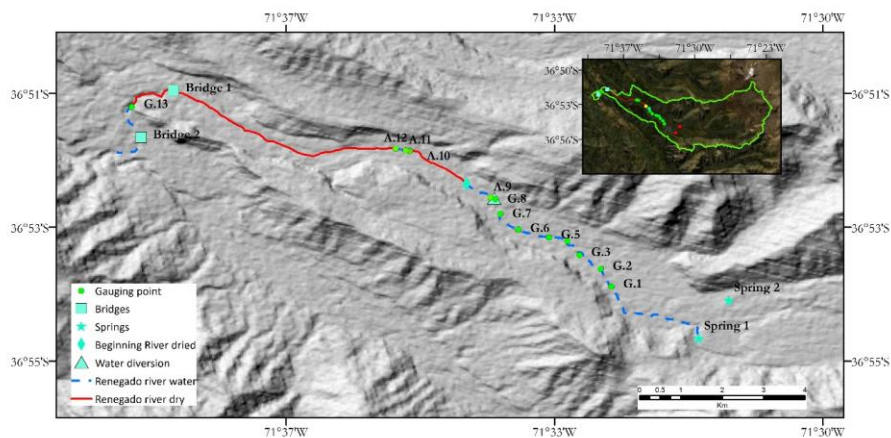 71°37'W 71°33'W 71°30'W
71°37'W 71°30'W 71°23'W
36°50'S
36°53'S
36°56'S
36°51'S 36°51'S
Bridge 1
G.13
Bridge 2
A.12 A.11
A.10
A.9
G.8
G.7
G.6 G.5
G.3
G.2
G.1
36°53'S 36°53'S
Spring 2
Spring 1
36°55'S 36°55'S
Gauging point
Bridges
Springs
Beginning River dried
Water diversion
Renegado river water
Renegado river dry
0 0.5 1 2 3 4
Km
71°37'W 71°33'W 71°30'W